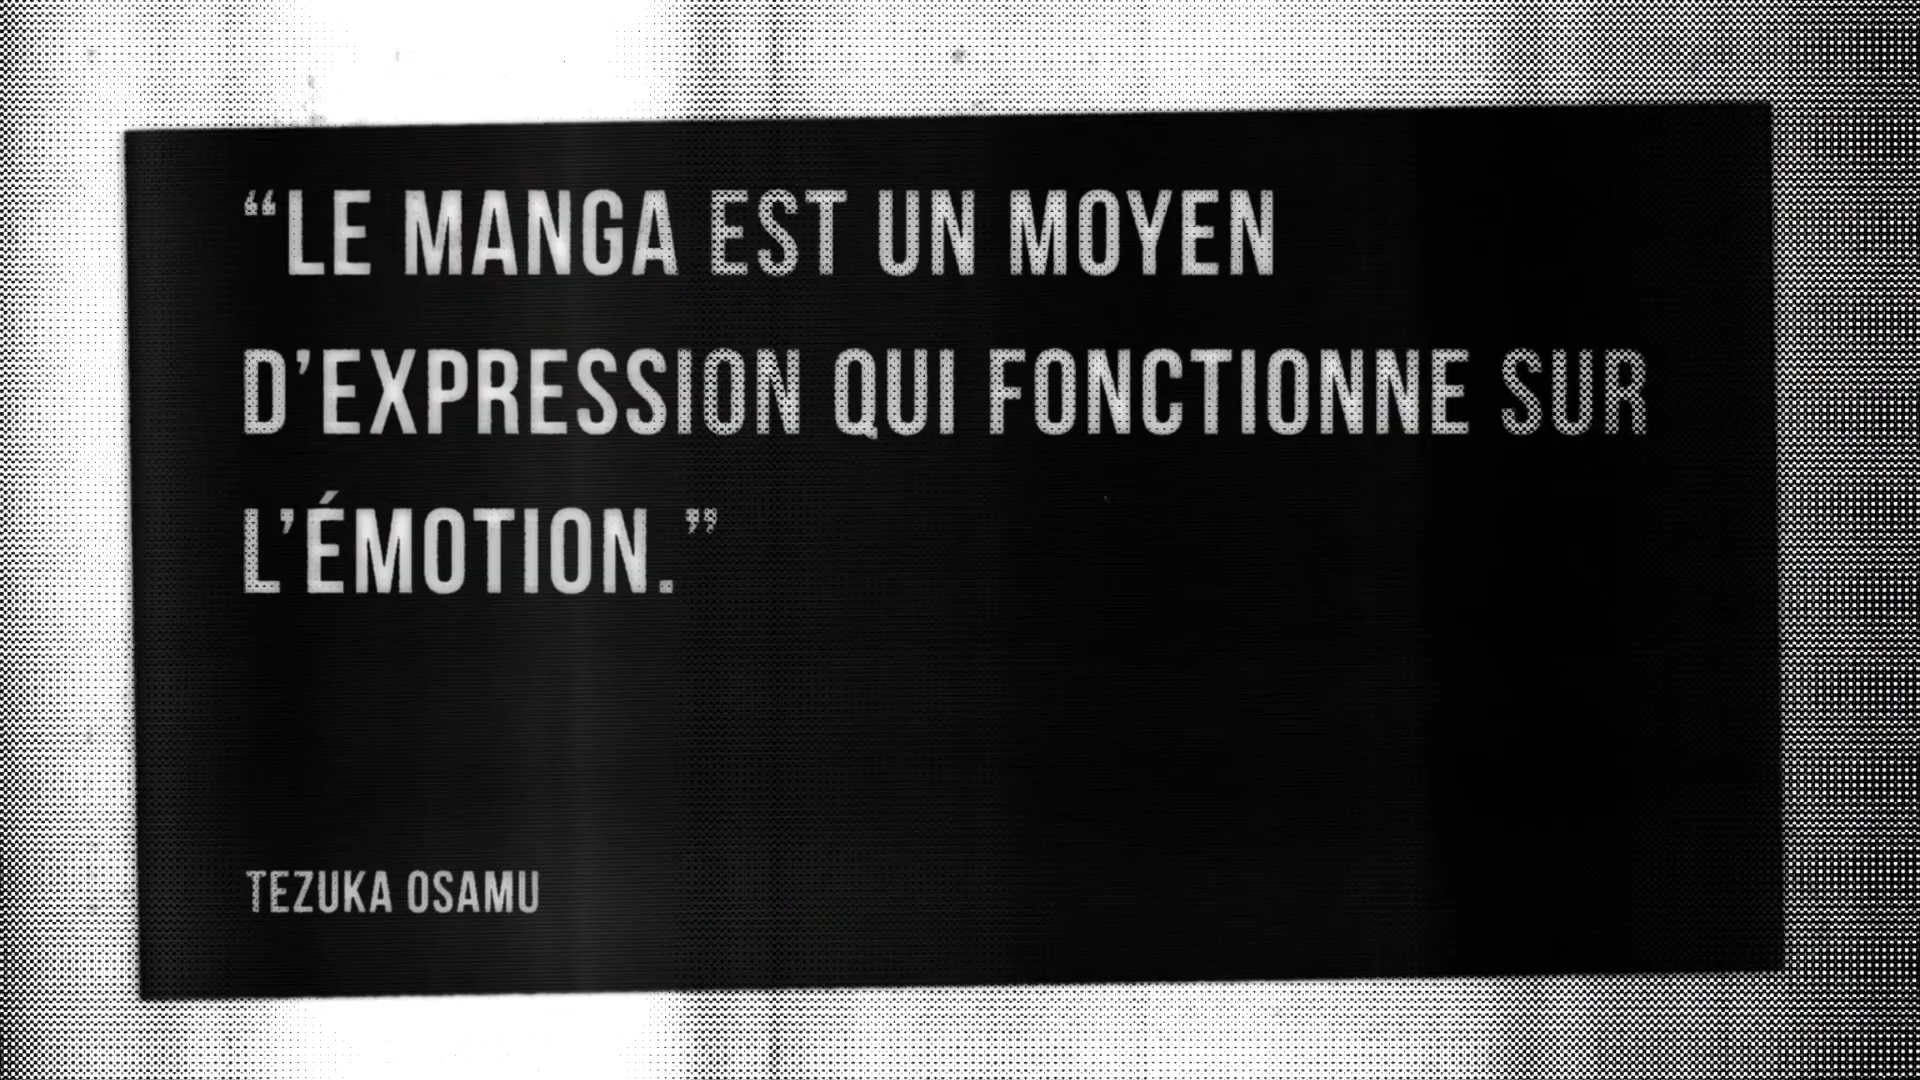 “LE MANGA EST UN MOYEN
D’EXPRESSION QUI FONCTIONNE SUR
L’ÉMOTION.”
TEZUKA OSAMU